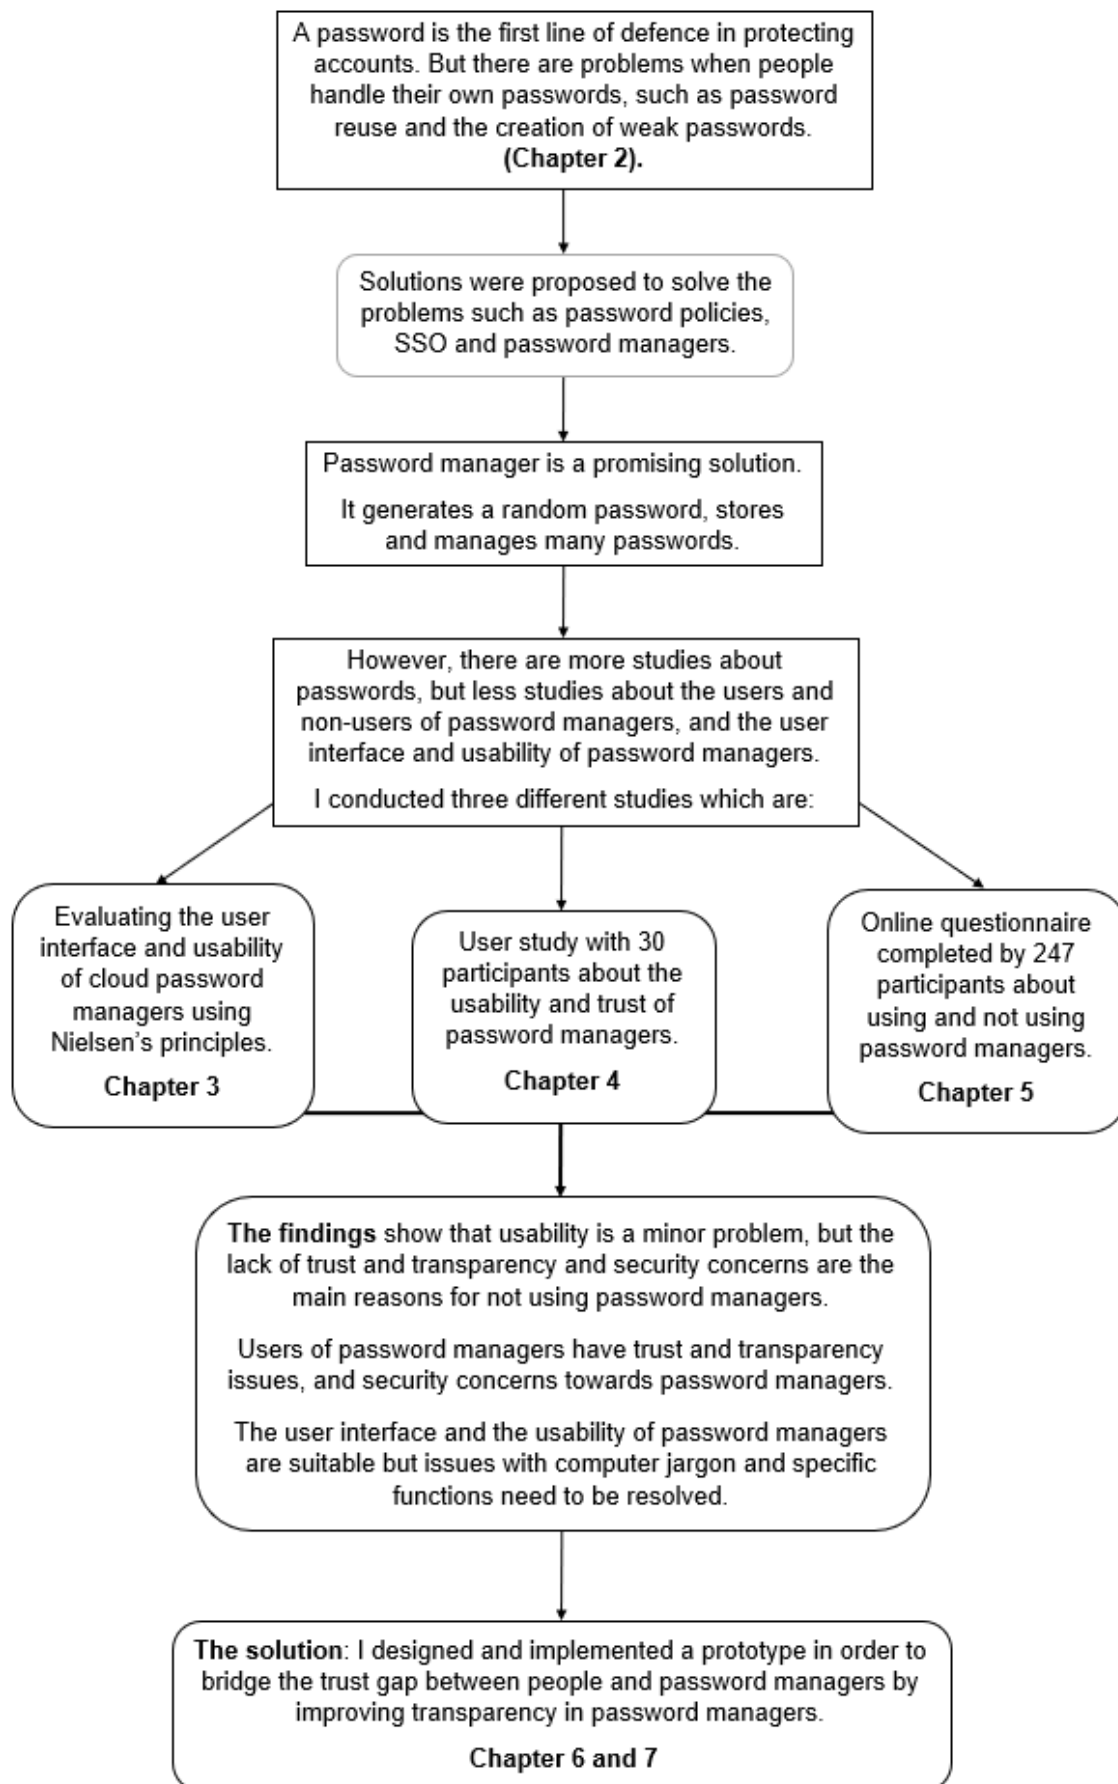 A password is the first line of defence in protecting
accounts. But there are problems when people
handle their own passwords, such as password
reuse and the creation of weak passwords.
(Chapter 2).
Solutions were proposed to solve the
problems such as password policies,
SSO and password managers.
Password manager is a promising solution.
It generates a random password, stores
and manages many passwords.
However, there are more studies about
passwords, but less studies about the users and
non-users of password managers, and the user
interface and usability of password managers.
I conducted three different studies which are:
Evaluating the user
interface and usability
of cloud password
managers using
Nielsen’s principles.
Chapter 3
User study with 30
participants about the
usability and trust of
password managers.
Chapter 4
Online questionnaire
completed by 247
participants about
using and not using
password managers.
Chapter 5
The findings show that usability is a minor problem, but the
lack of trust and transparency and security concerns are the
main reasons for not using password managers.
Users of password managers have trust and transparency
issues, and security concerns towards password managers.
The user interface and the usability of password managers
are suitable but issues with computer jargon and specific
functions need to be resolved.
The solution: I designed and implemented a prototype in order to
bridge the trust gap between people and password managers by
improving transparency in password managers.
Chapter 6 and 7